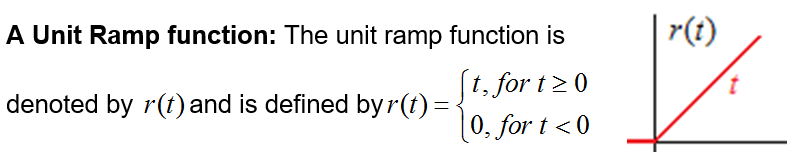 A Unit Ramp function: The unit ramp function is
denoted by r(t) and is defined by r(t) = { t, for t ≥ 0
0, for t < 0
r(t)
t